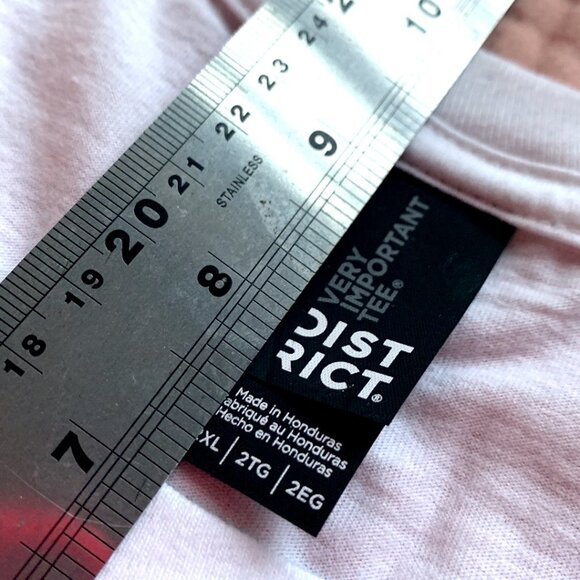 18 19 20 21 22 23 24
STAINLESS
7 8 9 10
VERY
IMPORTANT
TEE®
DIST
RICT®
Made in Honduras
Fabriqué au Honduras
Hecho en Honduras
XL | 2TG | 2EG